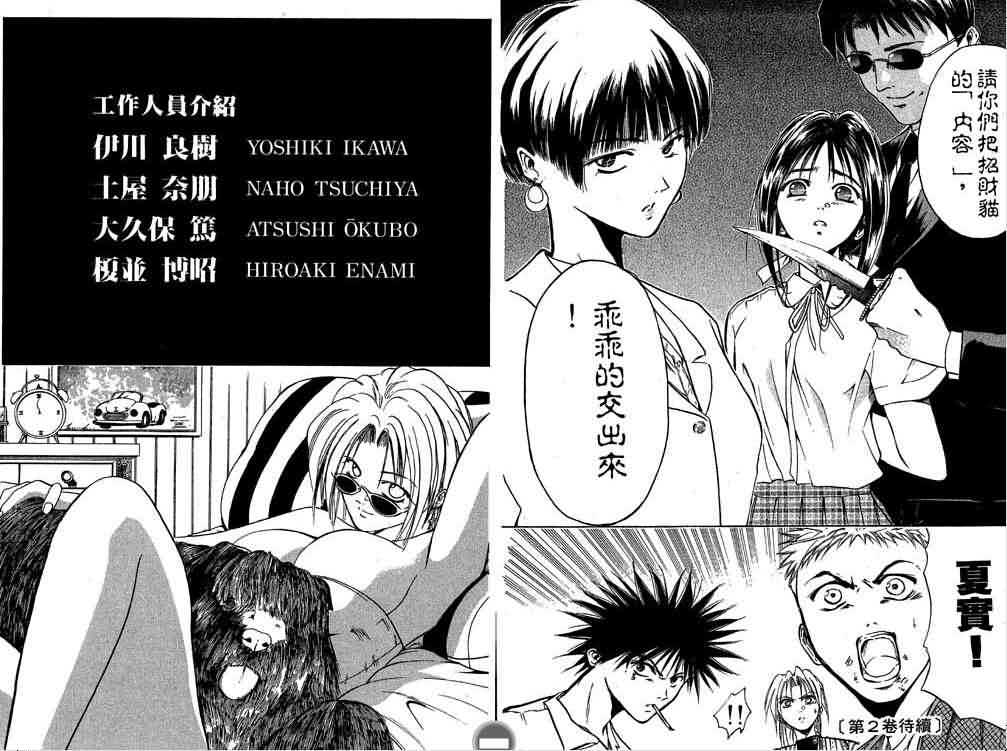 請你們把招財貓
的「內容」，
乖乖的交出來
！
夏實！
!!
〔第2卷待續〕
工作人員介紹
伊川 良樹 YOSHIKI IKAWA
土屋 奈朋 NAHO TSUCHIYA
大久保 篤 ATSUSHI ŌKUBO
榎並 博昭 HIROAKI ENAMI